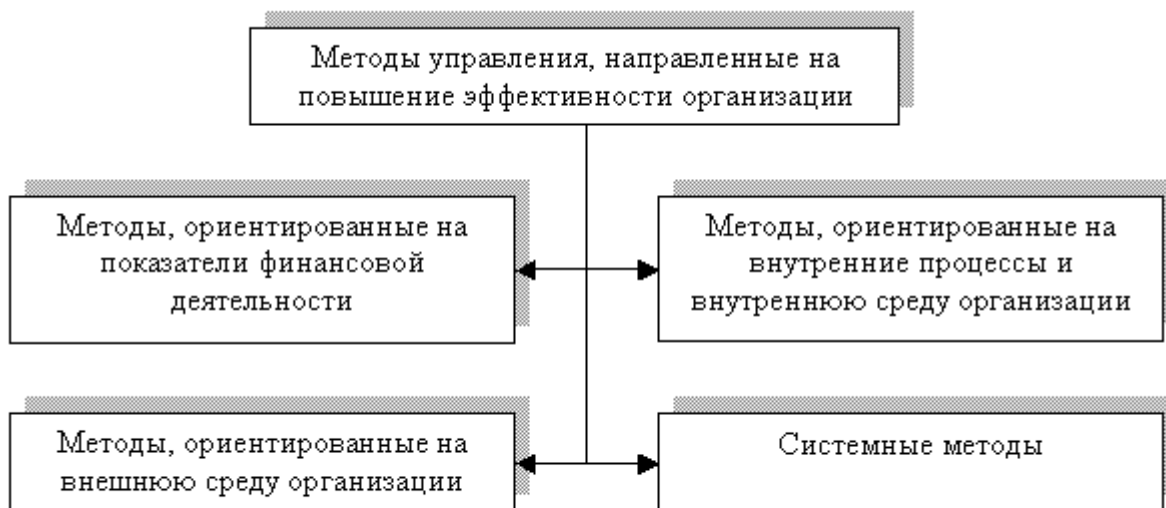 Методы управления, направленные на
повышение эффективности организации
Методы, ориентированные на
показатели финансовой
деятельности
Методы, ориентированные на
внутренние процессы и
внутреннюю среду организации
Методы, ориентированные на
внешнюю среду организации
Системные методы